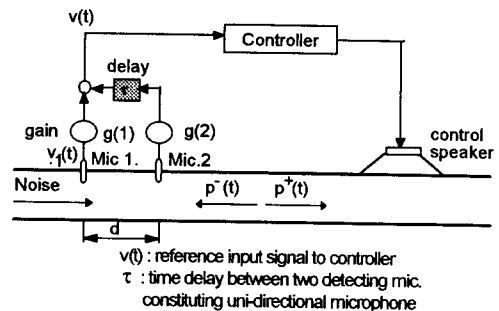 v(t)
Controller
delay
τ
gain
g(1)
g(2)
v₁(t)
Mic 1.
Mic.2
control
speaker
Noise
p⁻(t)
p⁺(t)
d
v(t) : reference input signal to controller
τ : time delay between two detecting mic.
constituting uni-directional microphone